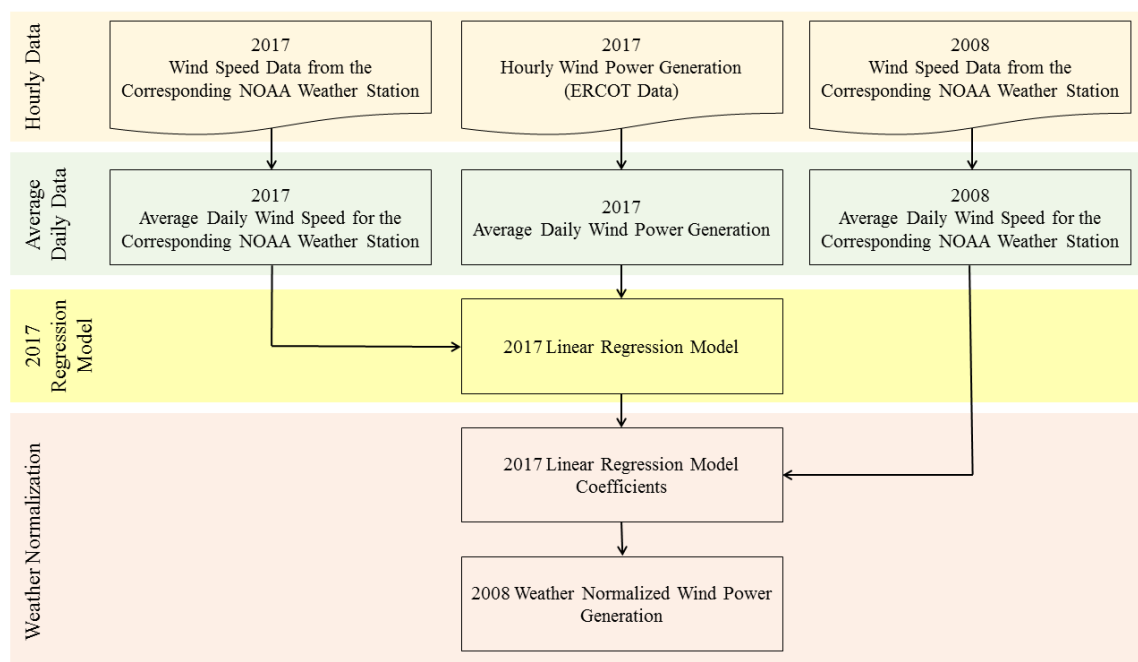 Hourly Data
2017
Wind Speed Data from the
Corresponding NOAA Weather Station
2017
Hourly Wind Power Generation
(ERCOT Data)
2008
Wind Speed Data from the
Corresponding NOAA Weather Station
Average
Daily Data
2017
Average Daily Wind Speed for the
Corresponding NOAA Weather Station
2017
Average Daily Wind Power Generation
2008
Average Daily Wind Speed for the
Corresponding NOAA Weather Station
2017
Regression
Model
2017 Linear Regression Model
Weather Normalization
2017 Linear Regression Model
Coefficients
2008 Weather Normalized Wind Power
Generation